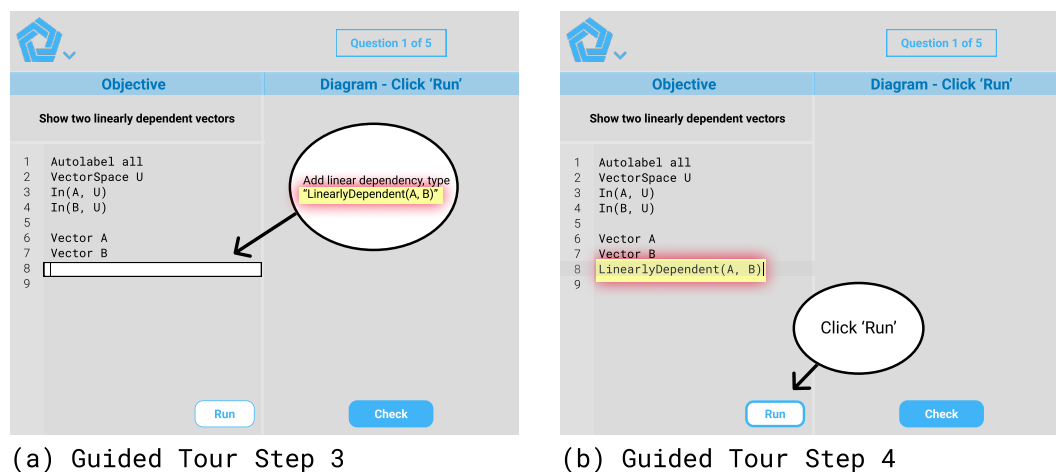 Question 1 of 5
Objective
Diagram - Click ‘Run’
Show two linearly dependent vectors
1 Autolabel all
2 VectorSpace U
3 In(A, U)
4 In(B, U)
5
6 Vector A
7 Vector B
8
9
Add linear dependency, type
“LinearlyDependent(A, B)”
Run
Check
(a) Guided Tour Step 3
Question 1 of 5
Objective
Diagram - Click ‘Run’
Show two linearly dependent vectors
1 Autolabel all
2 VectorSpace U
3 In(A, U)
4 In(B, U)
5
6 Vector A
7 Vector B
8 LinearlyDependent(A, B)
9
Click ‘Run’
Run
Check
(b) Guided Tour Step 4